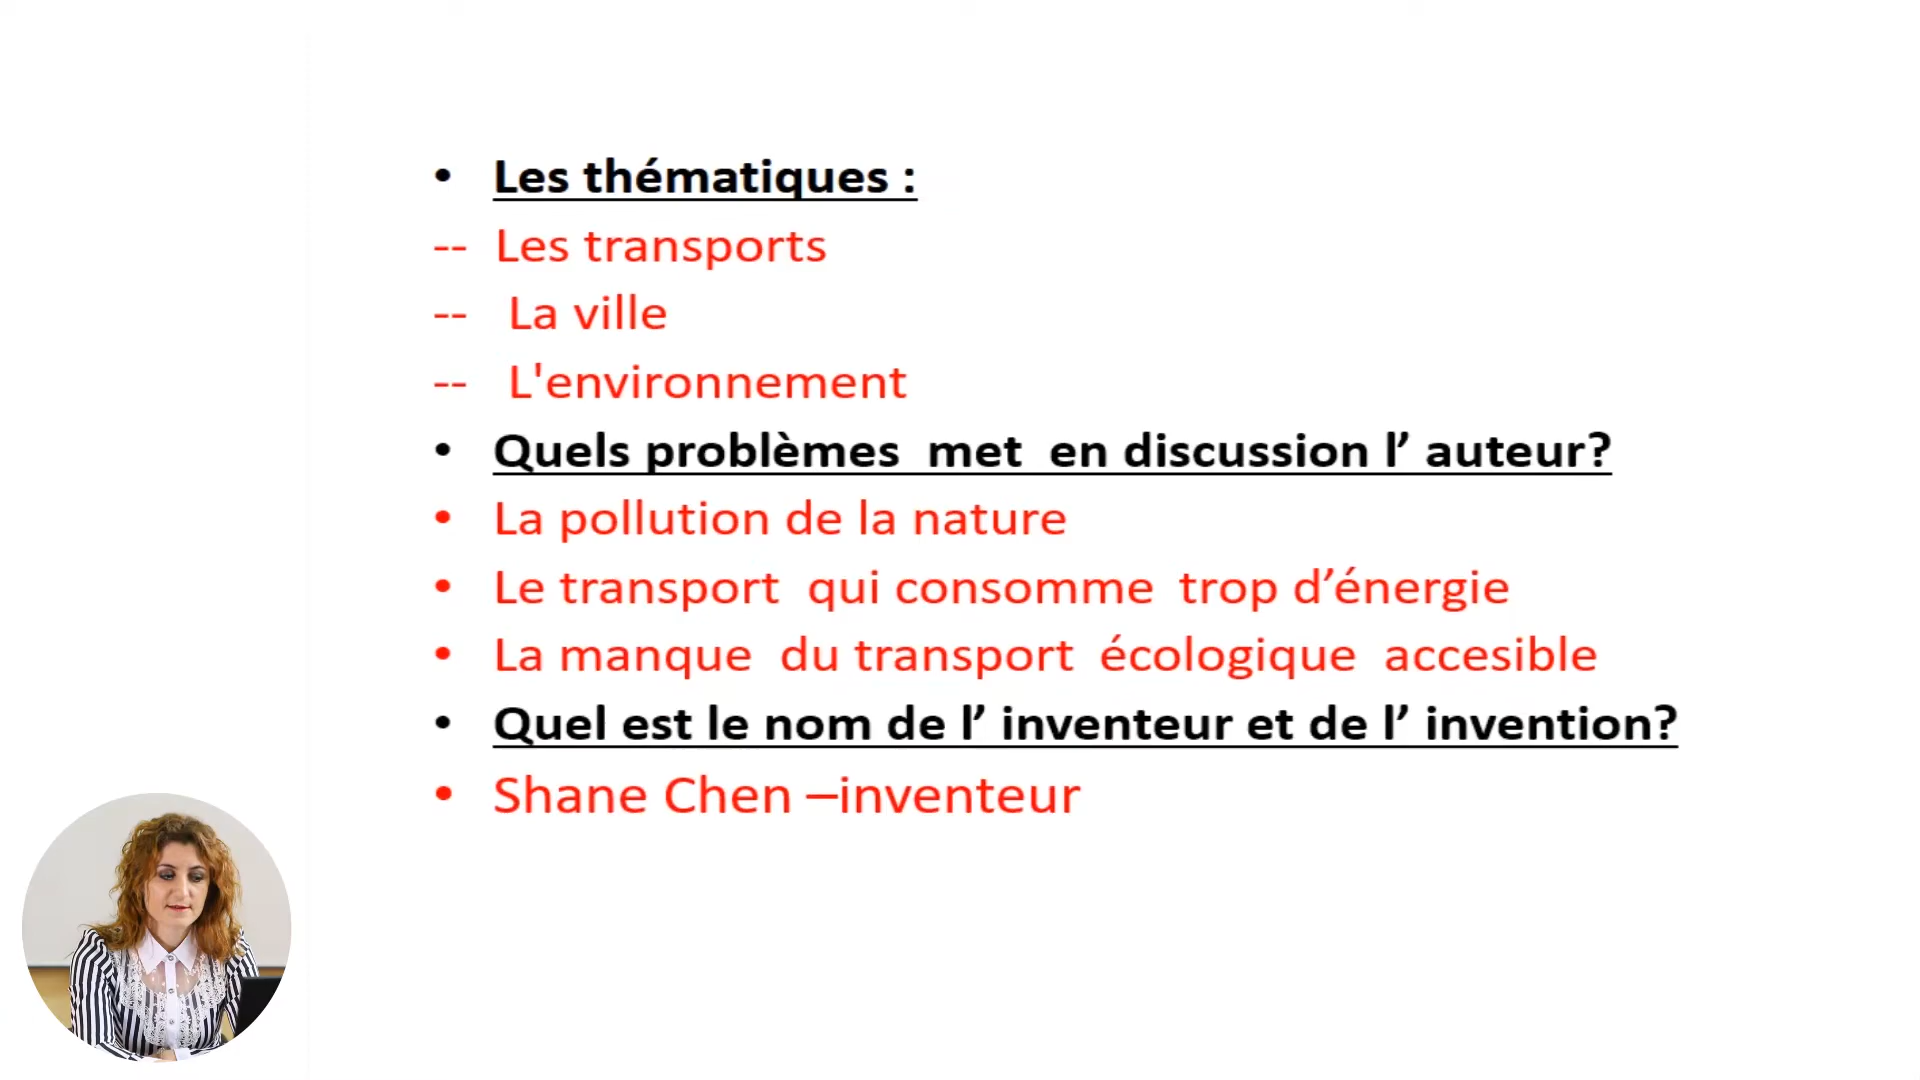 • Les thématiques :
-- Les transports
-- La ville
-- L'environnement
• Quels problèmes met en discussion l’ auteur?
• La pollution de la nature
• Le transport qui consomme trop d’énergie
• La manque du transport écologique accesible
• Quel est le nom de l’ inventeur et de l’ invention?
• Shane Chen –inventeur